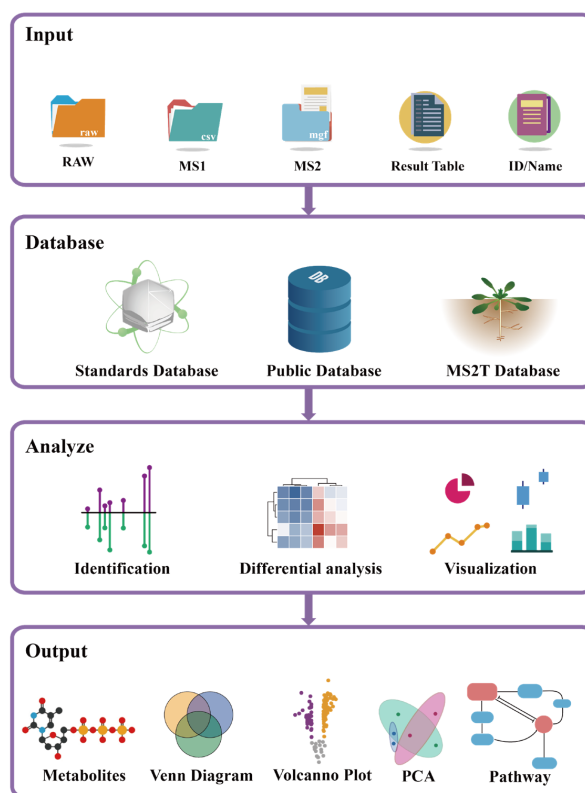 Input
raw
csv
mgf
RAW
MS1
MS2
Result Table
ID/Name
Database
DB
Standards Database
Public Database
MS2T Database
Analyze
Identification
Differential analysis
Visualization
Output
Metabolites
Venn Diagram
Volcanno Plot
PCA
Pathway